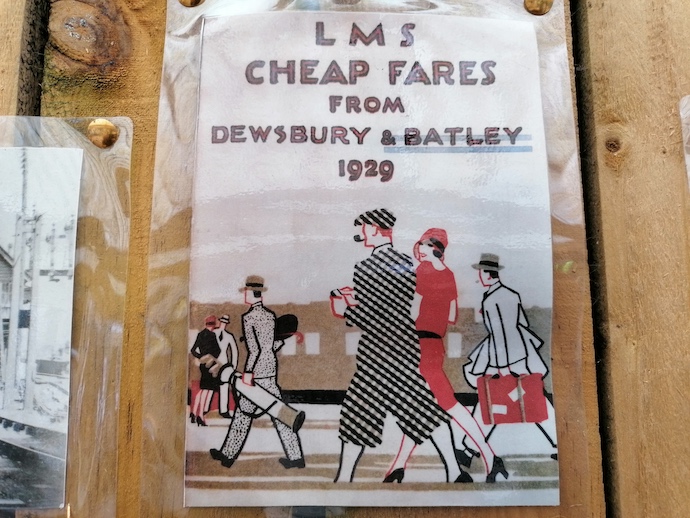 LMS
CHEAP FARES
FROM
DEWSBURY & BATLEY
1929